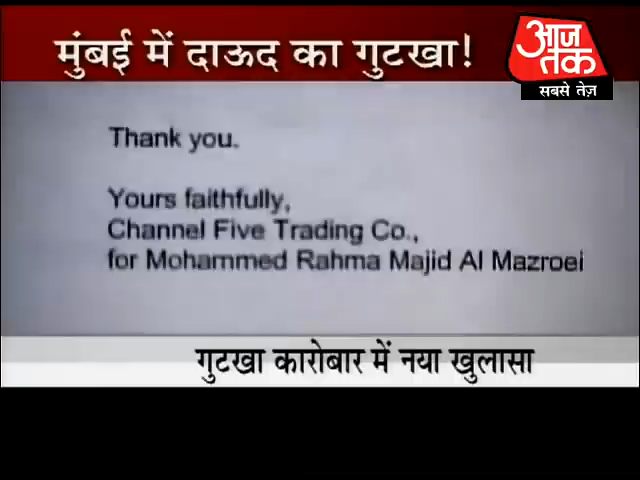 मुंबई में दाऊद का गुटखा!
आज
तक
सबसे तेज़
Thank you.
Yours faithfully,
Channel Five Trading Co.,
for Mohammed Rahma Majid Al Mazroei
गुटखा कारोबार में नया खुलासा